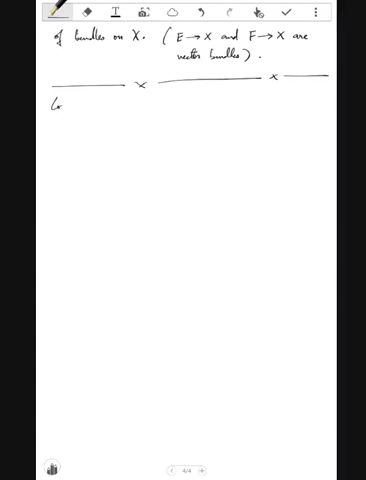 of bundles on X. ( E → X and F → X are
vector bundles ) .
4/4